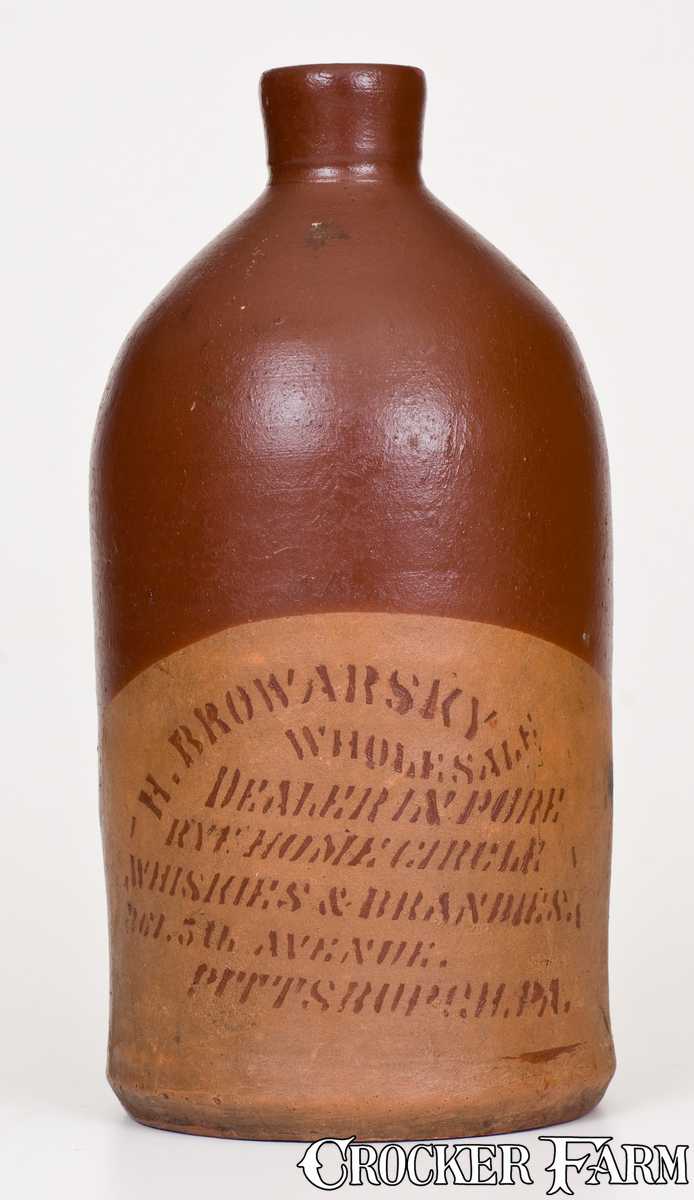 H. BROWARSKY
WHOLESALE
DEALER IN PURE
RYE HOME CIRCLE
WHISKIES & BRANDIES.
5th. AVENUE.
PITTSBURGH. PA.
CROCKER FARM